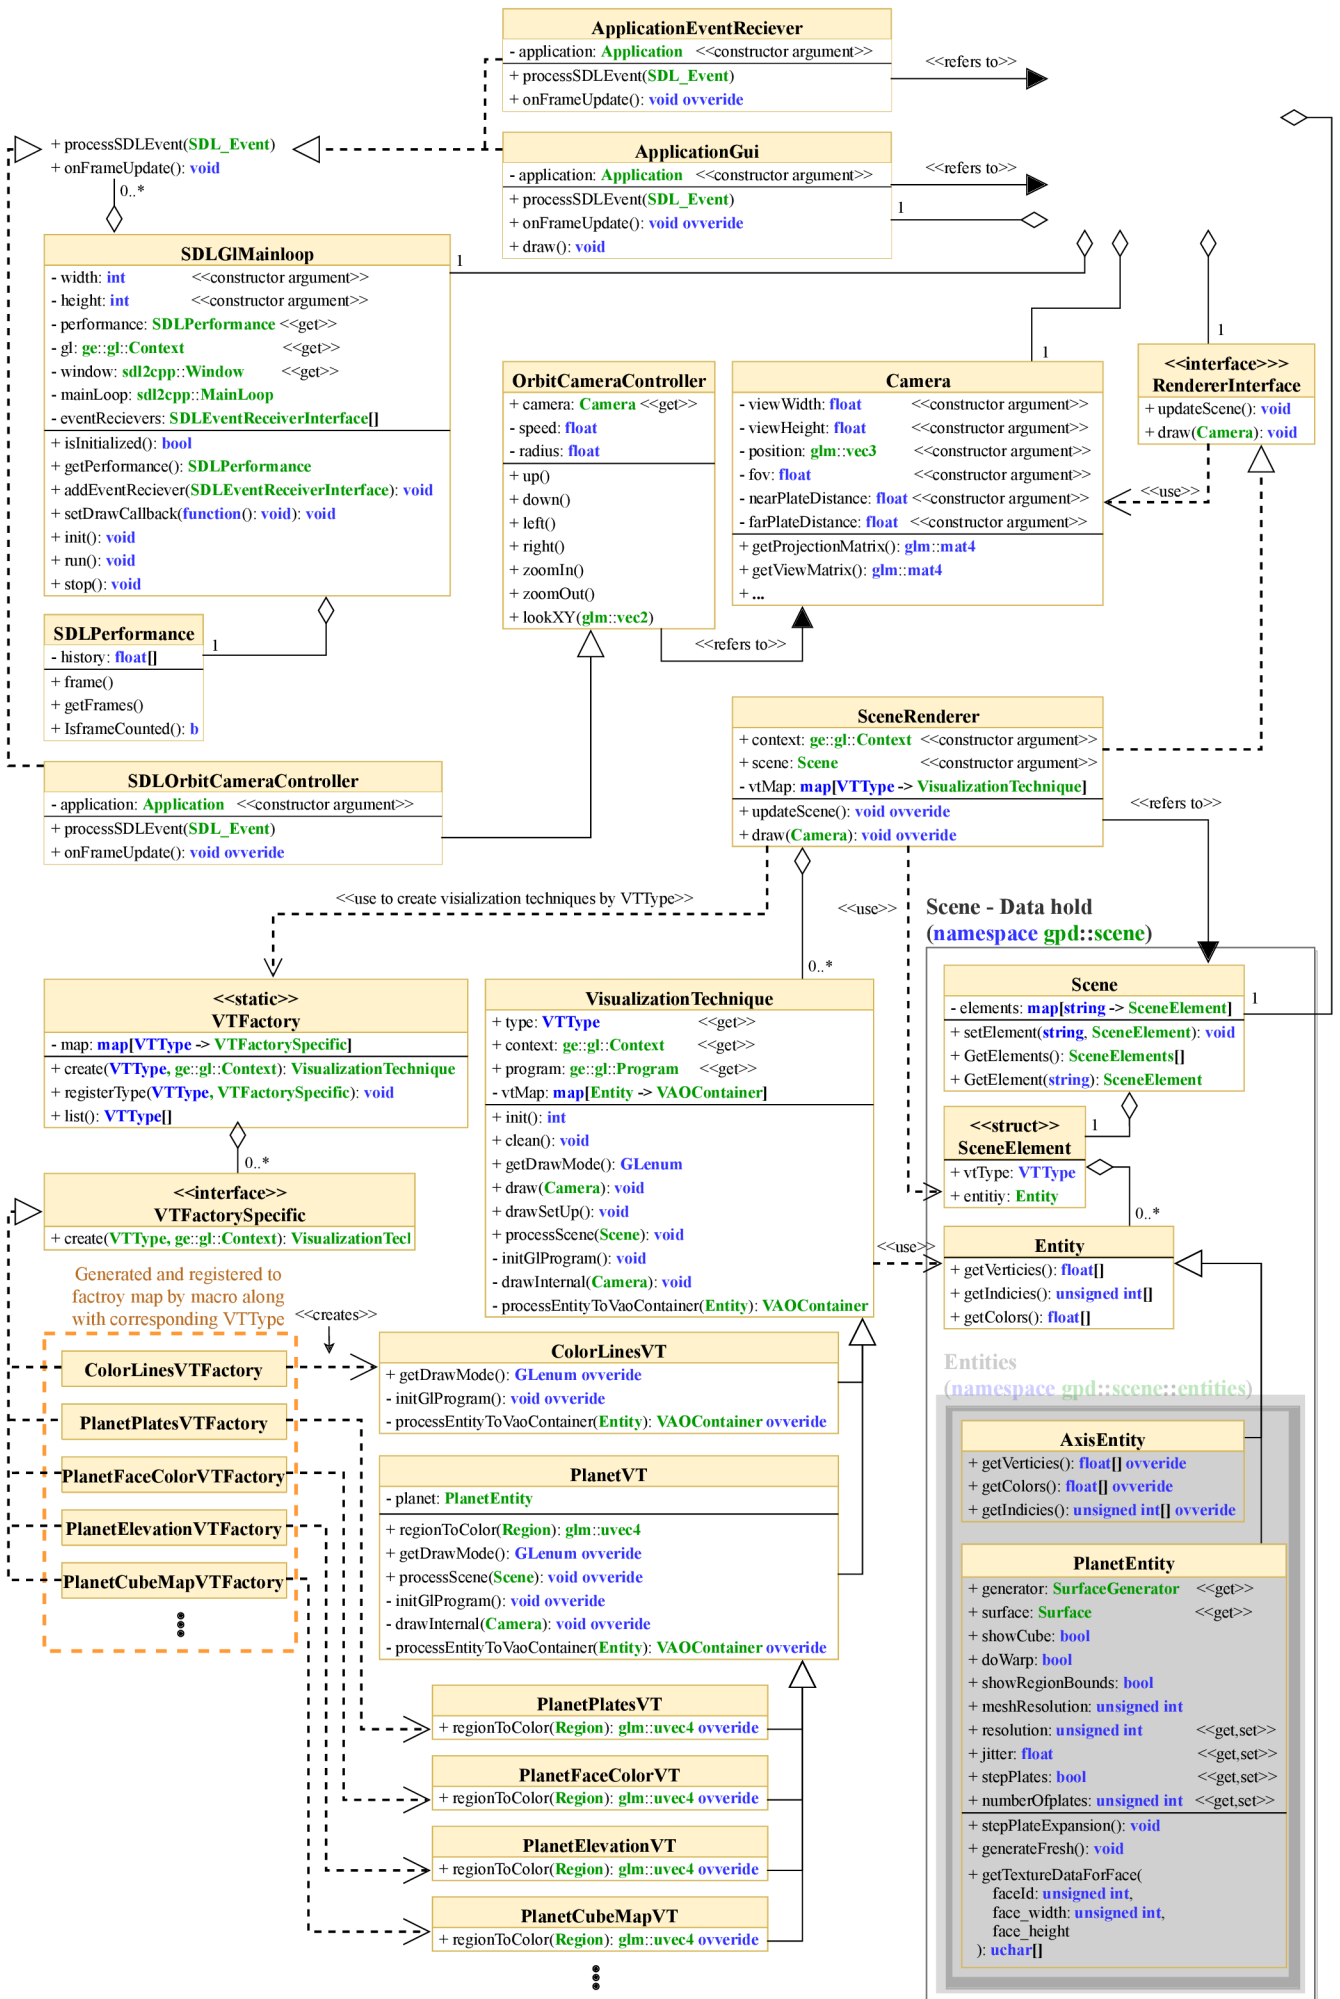 ApplicationEventReciever
- application: Application <<constructor argument>>
+ processSDLEvent(SDL_Event)
+ onFrameUpdate(): void ovveride
<<refers to>>
+ processSDLEvent(SDL_Event)
+ onFrameUpdate(): void
0..*
ApplicationGui
- application: Application <<constructor argument>>
+ processSDLEvent(SDL_Event)
+ onFrameUpdate(): void ovveride
+ draw(): void
<<refers to>>
1
SDLGlMainloop
- width: int <<constructor argument>>
- height: int <<constructor argument>>
- performance: SDLPerformance <<get>>
- gl: ge::gl::Context <<get>>
- window: sdl2cpp::Window <<get>>
- mainLoop: sdl2cpp::MainLoop
- eventRecievers: SDLEventReceiverInterface[]
+ isInitialized(): bool
+ getPerformance(): SDLPerformance
+ addEventReciever(SDLEventReceiverInterface): void
+ setDrawCallback(function(): void): void
+ init(): void
+ run(): void
+ stop(): void
1
OrbitCameraController
+ camera: Camera <<get>>
- speed: float
- radius: float
+ up()
+ down()
+ left()
+ right()
+ zoomIn()
+ zoomOut()
+ lookXY(glm::vec2)
1
Camera
- viewWidth: float <<constructor argument>>
- viewHeight: float <<constructor argument>>
- position: glm::vec3 <<constructor argument>>
- fov: float <<constructor argument>>
- nearPlateDistance: float <<constructor argument>>
- farPlateDistance: float <<constructor argument>>
+ getProjectionMatrix(): glm::mat4
+ getViewMatrix(): glm::mat4
+ ...
1
<<interface>>>
RendererInterface
+ updateScene(): void
+ draw(Camera): void
<<use>>
<<refers to>>
SDLPerformance
- history: float[]
+ frame()
+ getFrames()
+ IsframeCounted(): b
1
SDLOrbitCameraController
- application: Application <<constructor argument>>
+ processSDLEvent(SDL_Event)
+ onFrameUpdate(): void ovveride
SceneRenderer
+ context: ge::gl::Context <<constructor argument>>
+ scene: Scene <<constructor argument>>
- vtMap: map[VTType -> VisualizationTechnique]
+ updateScene(): void ovveride
+ draw(Camera): void ovveride
<<refers to>>
<<use to create visialization techniques by VTType>>
<<use>>
0..*
Scene - Data hold
(namespace gpd::scene)
<<static>>
VTFactory
- map: map[VTType -> VTFactorySpecific]
+ create(VTType, ge::gl::Context): VisualizationTechnique
+ registerType(VTType, VTFactorySpecific): void
+ list(): VTType[]
0..*
<<interface>>
VTFactorySpecific
+ create(VTType, ge::gl::Context): VisualizationTecl
VisualizationTechnique
+ type: VTType <<get>>
+ context: ge::gl::Context <<get>>
+ program: ge::gl::Program <<get>>
- vtMap: map[Entity -> VAOContainer]
+ init(): int
+ clean(): void
+ getDrawMode(): GLenum
+ draw(Camera): void
+ drawSetUp(): void
+ processScene(Scene): void
- initGlProgram(): void
- drawInternal(Camera): void
- processEntityToVaoContainer(Entity): VAOContainer
<<use>>
Scene
- elements: map[string -> SceneElement]
+ setElement(string, SceneElement): void
+ GetElements(): SceneElements[]
+ GetElement(string): SceneElement
1
1
<<struct>>
SceneElement
+ vtType: VTType
+ entitiy: Entity
0..*
Entity
+ getVerticies(): float[]
+ getIndicies(): unsigned int[]
+ getColors(): float[]
Generated and registered to
factroy map by macro along
with corresponding VTType
<<creates>>
ColorLinesVTFactory
PlanetPlatesVTFactory
PlanetFaceColorVTFactory
PlanetElevationVTFactory
PlanetCubeMapVTFactory
ColorLinesVT
+ getDrawMode(): GLenum ovveride
- initGlProgram(): void ovveride
- processEntityToVaoContainer(Entity): VAOContainer ovveride
PlanetVT
- planet: PlanetEntity
+ regionToColor(Region): glm::uvec4
+ getDrawMode(): GLenum ovveride
+ processScene(Scene): void ovveride
- initGlProgram(): void ovveride
- drawInternal(Camera): void ovveride
- processEntityToVaoContainer(Entity): VAOContainer ovveride
PlanetPlatesVT
+ regionToColor(Region): glm::uvec4 ovveride
PlanetFaceColorVT
+ regionToColor(Region): glm::uvec4 ovveride
PlanetElevationVT
+ regionToColor(Region): glm::uvec4 ovveride
PlanetCubeMapVT
+ regionToColor(Region): glm::uvec4 ovveride
Entities
(namespace gpd::scene::entities)
AxisEntity
+ getVerticies(): float[] ovveride
+ getColors(): float[] ovveride
+ getIndicies(): unsigned int[] ovveride
PlanetEntity
+ generator: SurfaceGenerator <<get>>
+ surface: Surface <<get>>
+ showCube: bool
+ doWarp: bool
+ showRegionBounds: bool
+ meshResolution: unsigned int
+ resolution: unsigned int <<get,set>>
+ jitter: float <<get,set>>
+ stepPlates: bool <<get,set>>
+ numberOfplates: unsigned int <<get,set>>
+ stepPlateExpansion(): void
+ generateFresh(): void
+ getTextureDataForFace(
faceId: unsigned int,
face_width: unsigned int,
face_height
): uchar[]